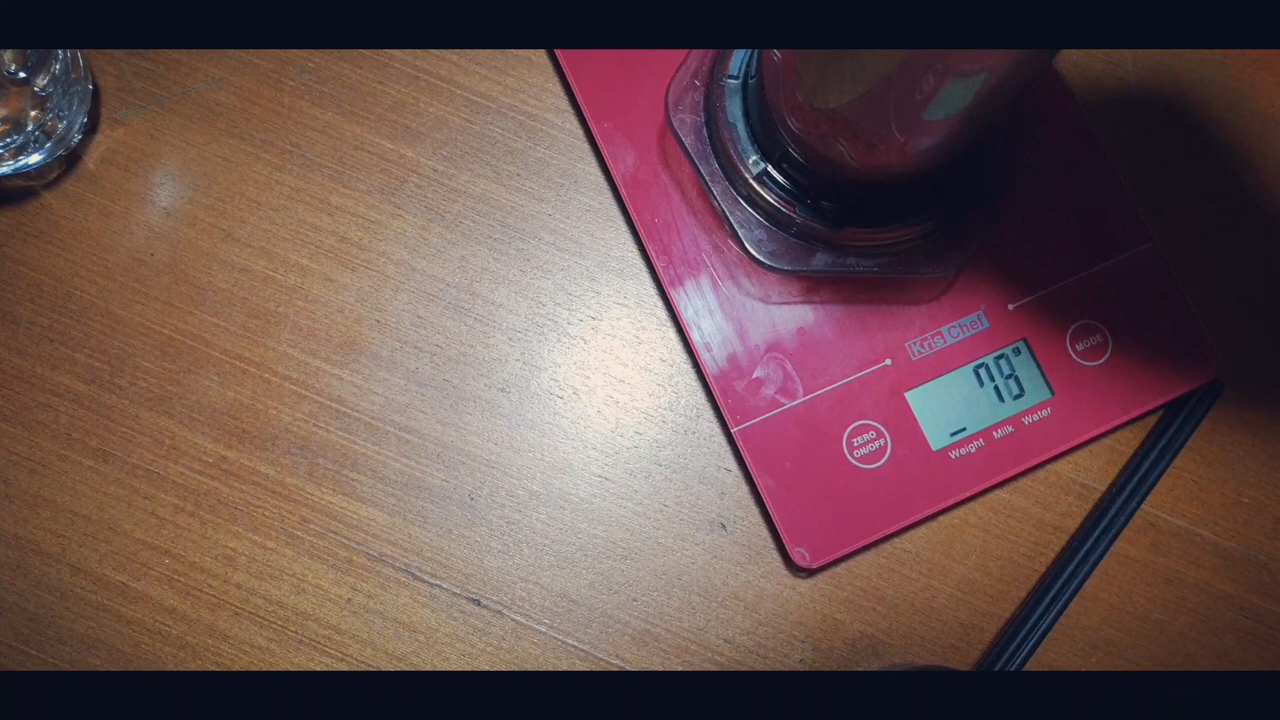 Kris Chef
MODE
78 g
ZERO
ON/OFF
Weight Milk Water